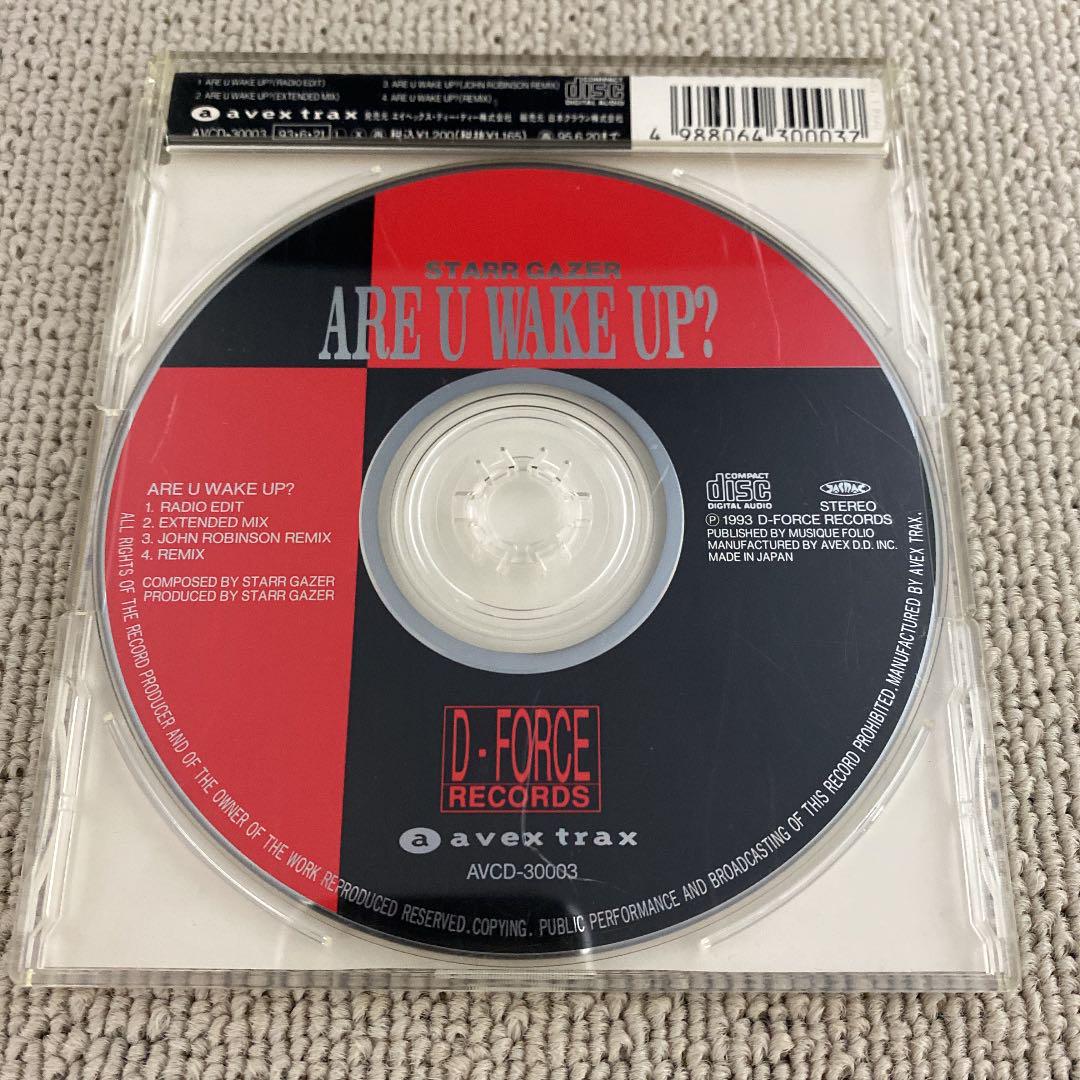 1 ARE U WAKE UP?(RADIO EDIT)
2 ARE U WAKE UP?(EXTENDED MIX)
3 ARE U WAKE UP?(JOHN ROBINSON REMIX)
4 ARE U WAKE UP?(REMIX)
COMPACT
disc
DIGITAL AUDIO
a avex trax 発売元 エイベックス・ディー・ディー株式会社 販売元 日本クラウン株式会社
AVCD-30003 93・6・21 税込¥1,200(税抜¥1,165) 95.6.20まで
4 988064 300037
STARR GAZER
ARE U WAKE UP?
ARE U WAKE UP?
1. RADIO EDIT
2. EXTENDED MIX
3. JOHN ROBINSON REMIX
4. REMIX
COMPOSED BY STARR GAZER
PRODUCED BY STARR GAZER
COMPACT
disc
DIGITAL AUDIO
JASRAC
STEREO
Ⓟ 1993 D-FORCE RECORDS
PUBLISHED BY MUSIQUE FOLIO
MANUFACTURED BY AVEX D.D. INC.
MADE IN JAPAN
D・FORCE
RECORDS
a avex trax
AVCD-30003
ALL RIGHTS OF THE RECORD PRODUCER AND OF THE OWNER OF THE WORK REPRODUCED RESERVED.COPYING. PUBLIC PERFORMANCE AND BROADCASTING OF THIS RECORD PROHIBITED.MANUFACTURED BY AVEX TRAX.